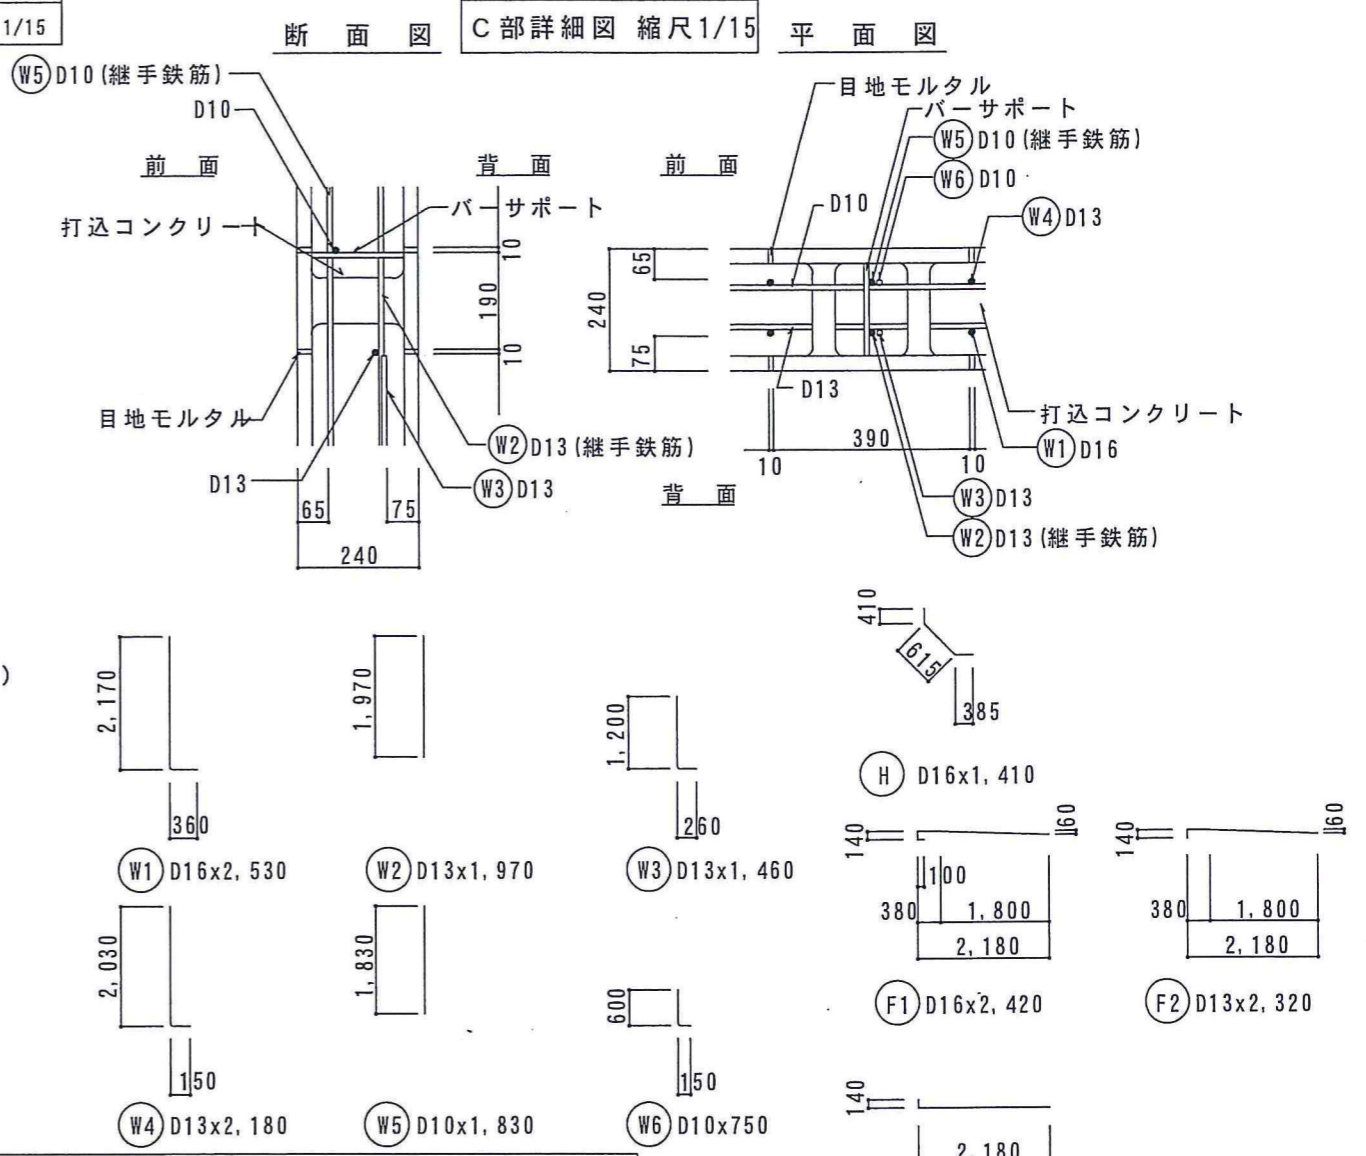 1/15
断面図
C部詳細図 縮尺1/15
平面図
W5 D10(継手鉄筋)
D10
前面
背面
打込コンクリート
バーサポート
10
190
10
目地モルタル
D13
W2 D13(継手鉄筋)
W3 D13
65
75
240
目地モルタル
バーサポート
W5 D10(継手鉄筋)
前面
W6 D10
D10
W4 D13
65
240
75
D13
打込コンクリート
390
10
10
W1 D16
背面
W3 D13
W2 D13(継手鉄筋)
)
2,170
360
W1 D16x2,530
1,970
W2 D13x1,970
1,200
260
W3 D13x1,460
410
615
385
H D16x1,410
2,030
150
W4 D13x2,180
1,830
W5 D10x1,830
600
150
W6 D10x750
140
60
100
380
1,800
2,180
F1 D16x2,420
140
60
380
1,800
2,180
F2 D13x2,320
140
2,180